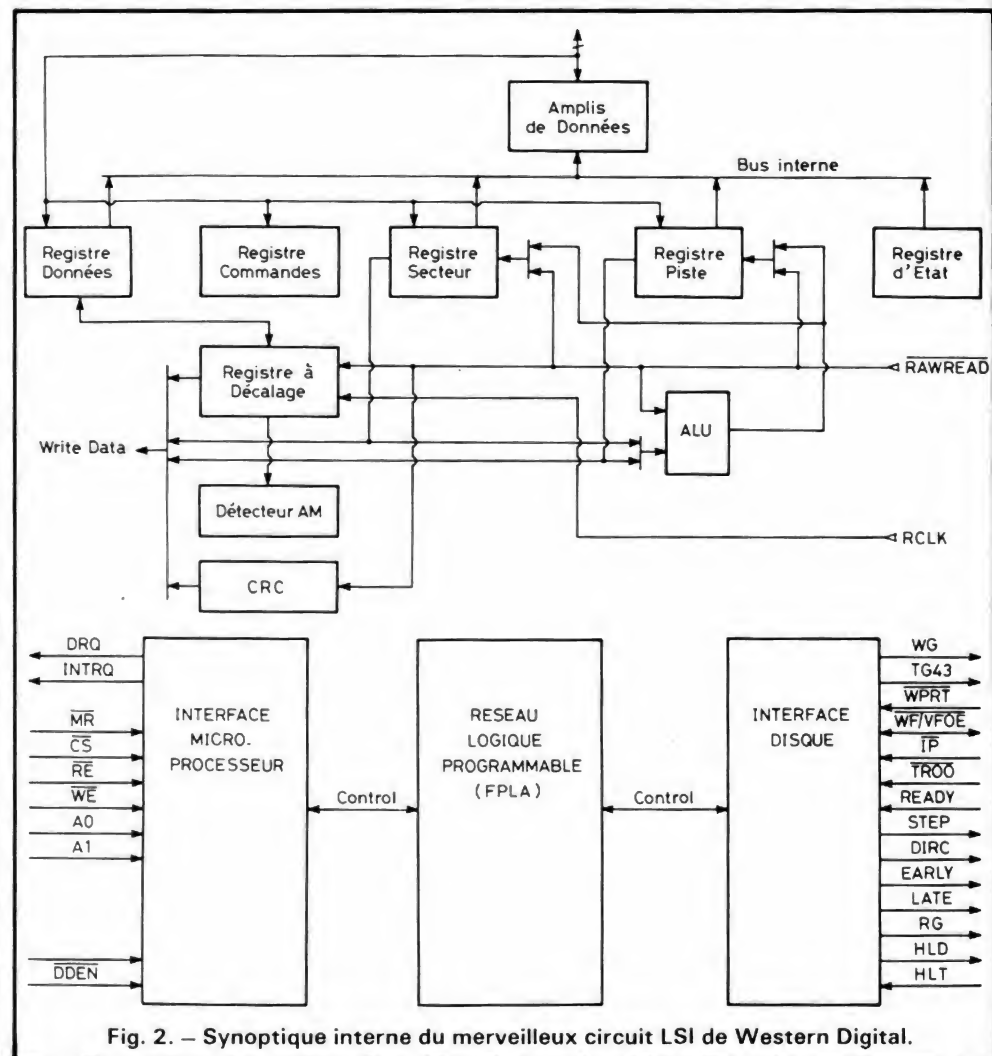 Amplis
de Données
Bus interne
Registre
Données
Registre
Commandes
Registre
Secteur
Registre
Piste
Registre
d'Etat
Registre à
Décalage
RAWREAD
ALU
Write Data
Détecteur AM
RCLK
CRC
DRQ
INTRQ
MR
CS
RE
WE
A0
A1
DDEN
INTERFACE
MICRO-
PROCESSEUR
Control
RESEAU
LOGIQUE
PROGRAMMABLE
(FPLA)
Control
INTERFACE
DISQUE
WG
TG43
WPRT
WF/VFOE
IP
TROO
READY
STEP
DIRC
EARLY
LATE
RG
HLD
HLT
Fig. 2. – Synoptique interne du merveilleux circuit LSI de Western Digital.